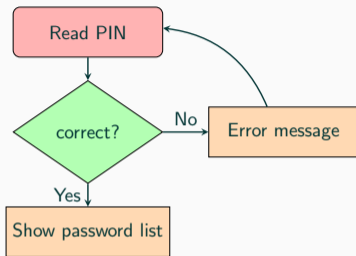 Read PIN
correct?
No
Error message
Yes
Show password list